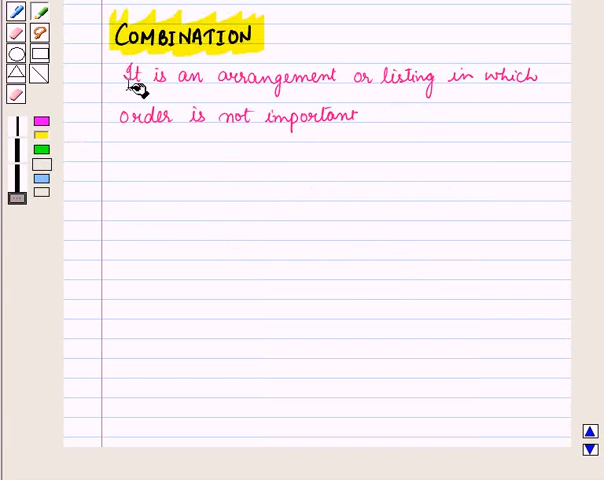 COMBINATION
It is an arrangement or listing in which
order is not important